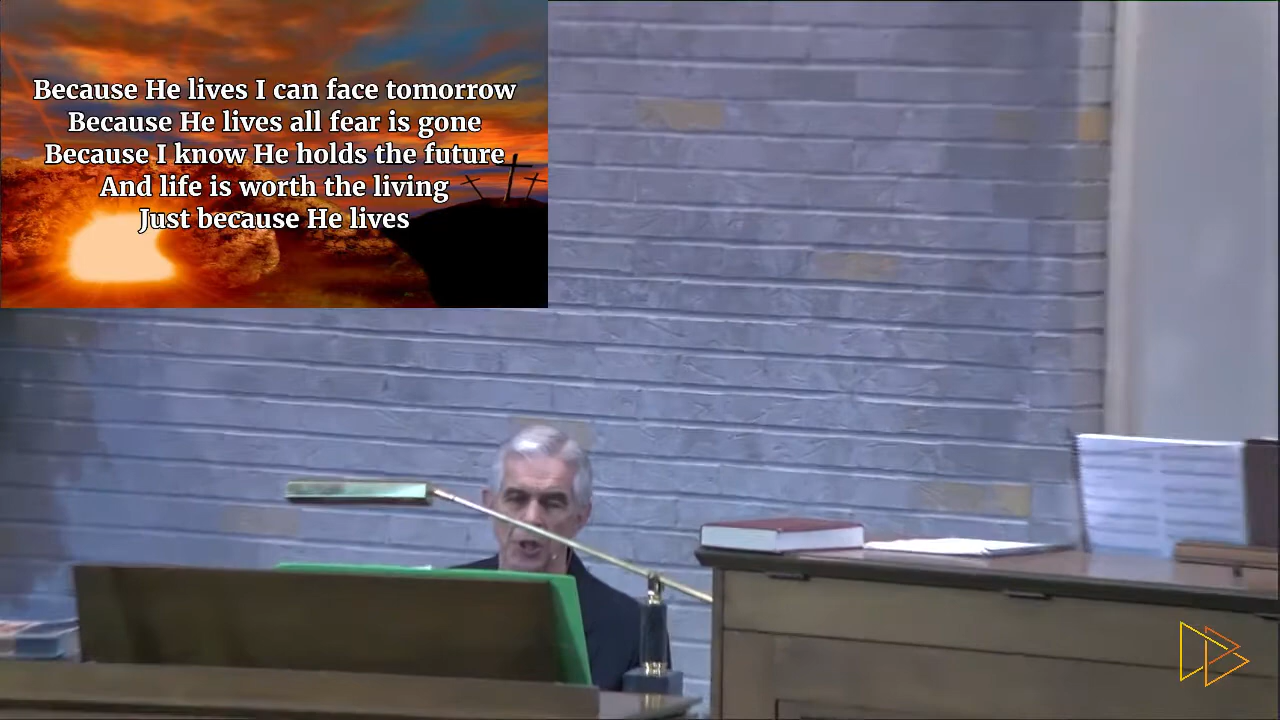 Because He lives I can face tomorrow
Because He lives all fear is gone
Because I know He holds the future
And life is worth the living
Just because He lives